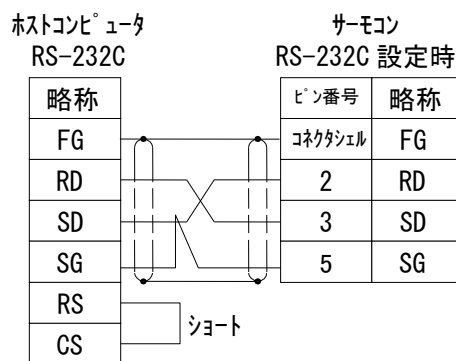 ホストコンピュータ
RS-232C
サーモコン
RS-232C 設定時
略称
FG
RD
SD
SG
RS
CS
ショート
ピン番号 略称
コネクタシェル FG
2 RD
3 SD
5 SG